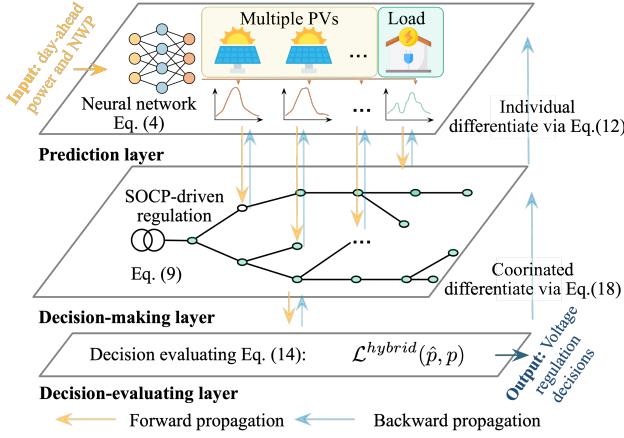 Multiple PVs
Load
Input: day-ahead
power and NWP
...
Neural network
Eq. (4)
...
Individual
differentiate via Eq.(12)
Prediction layer
SOCP-driven
regulation
...
Eq. (9)
Coorinated
differentiate via Eq.(18)
Decision-making layer
Decision evaluating Eq. (14): ℒ^{hybrid}(p̂, p)
Output: Voltage
regulation
decisions
Decision-evaluating layer
Forward propagation
Backward propagation